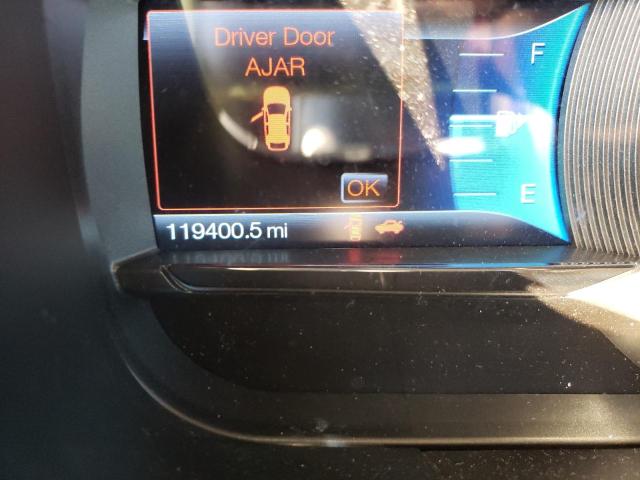 Driver Door
AJAR
OK
F
E
119400.5 mi